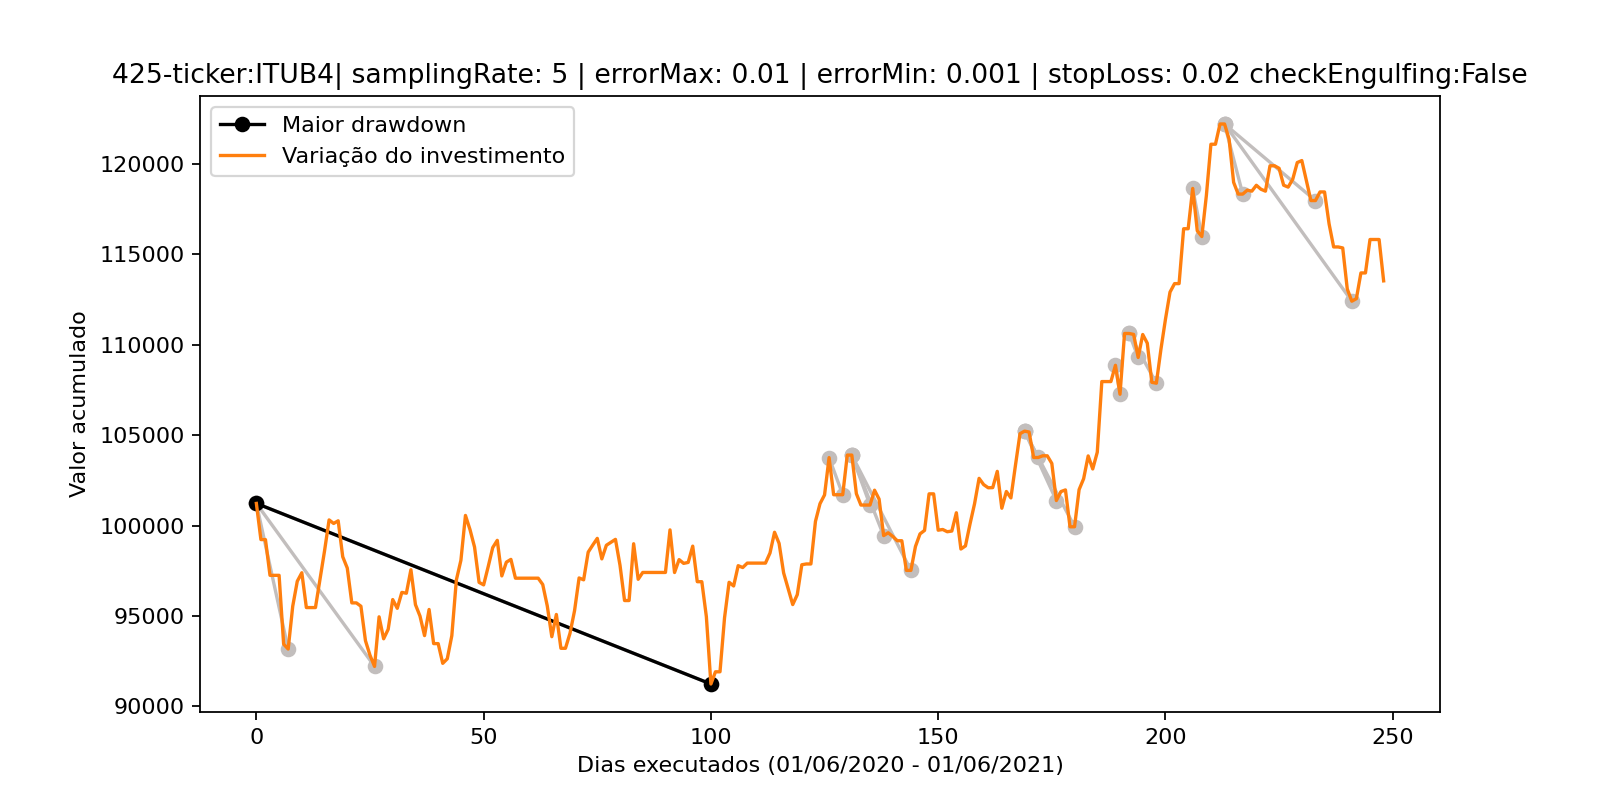 425-ticker:ITUB4| samplingRate: 5 | errorMax: 0.01 | errorMin: 0.001 | stopLoss: 0.02 checkEngulfing:False
Maior drawdown
Variação do investimento
Valor acumulado
120000
115000
110000
105000
100000
95000
90000
0
50
100
150
200
250
Dias executados (01/06/2020 - 01/06/2021)